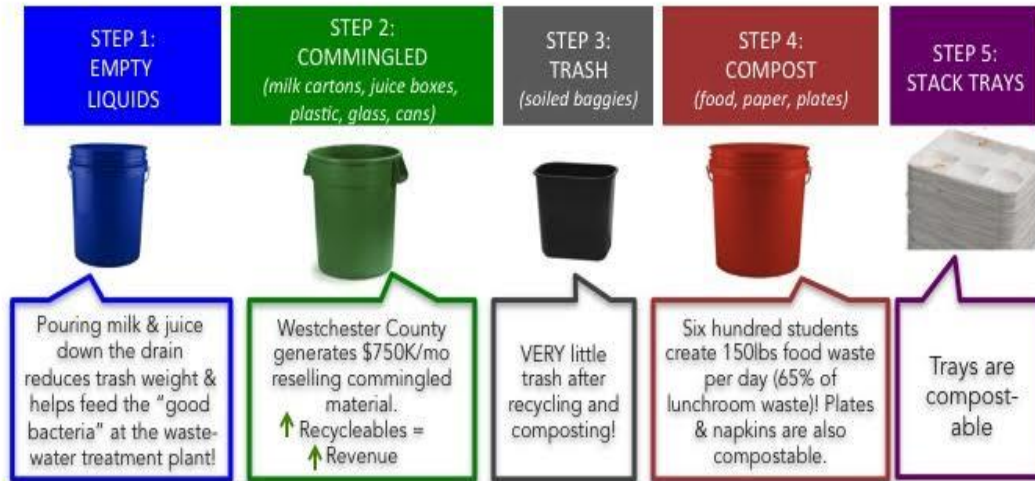 STEP 1:
EMPTY
LIQUIDS
STEP 2:
COMMINGLED
(milk cartons, juice boxes,
plastic, glass, cans)
STEP 3:
TRASH
(soiled baggies)
STEP 4:
COMPOST
(food, paper, plates)
STEP 5:
STACK TRAYS
Pouring milk & juice
down the drain
reduces trash weight &
helps feed the “good
bacteria” at the waste-
water treatment plant!
Westchester County
generates $750K/mo
reselling commingled
material.
↑ Recycleables =
↑ Revenue
VERY little
trash after
recycling and
composting!
Six hundred students
create 150lbs food waste
per day (65% of
lunchroom waste)! Plates
& napkins are also
compostable.
Trays are
compost-
able